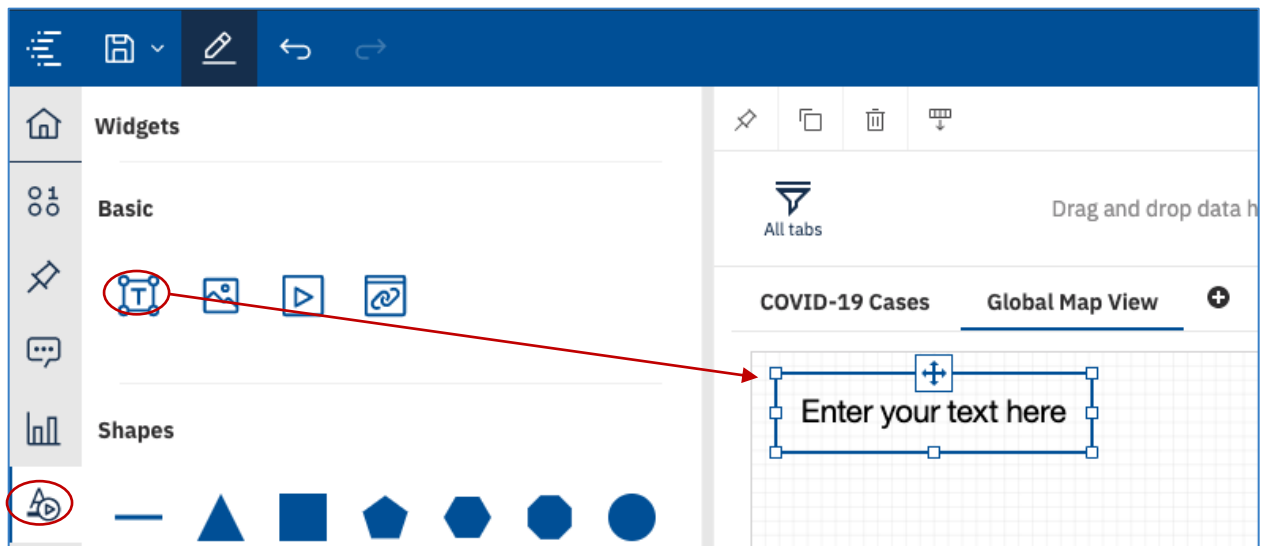 Widgets
Basic
T
Shapes
All tabs
Drag and drop data h
COVID-19 Cases
Global Map View
Enter your text here